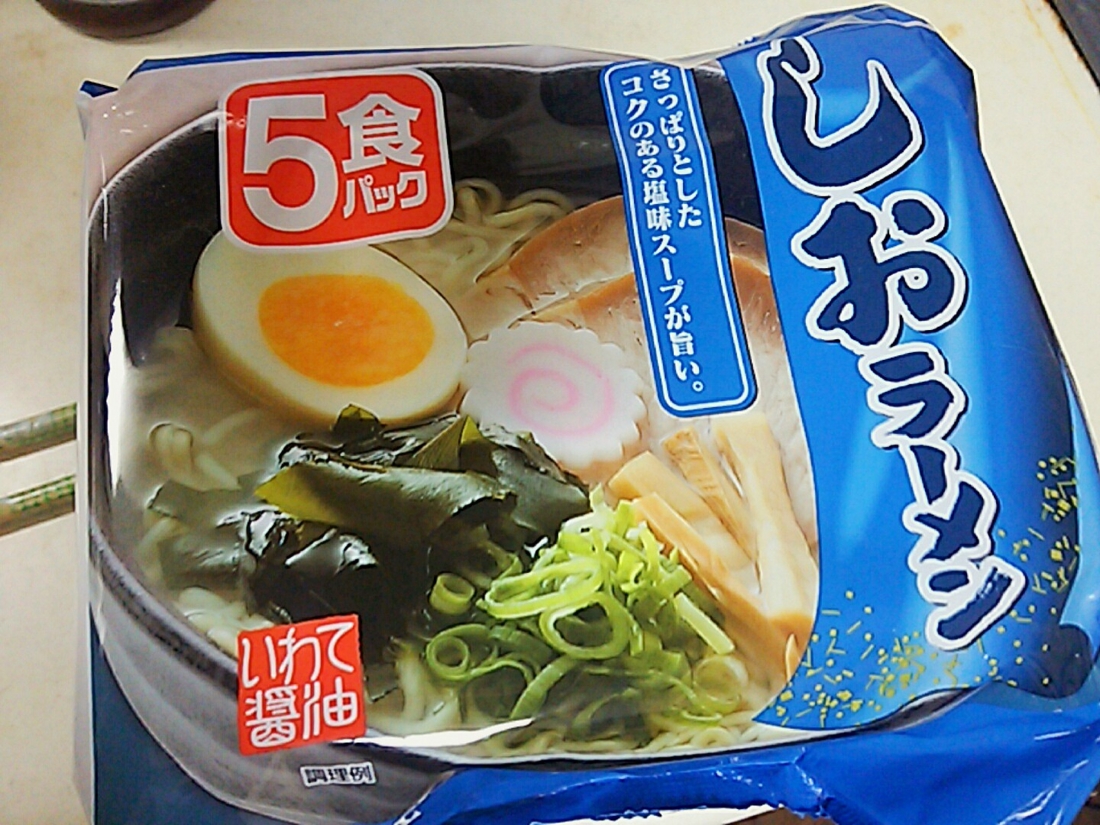 しおラーメン
さっぱりとした
コクのある塩味スープが旨い。
5食
パック
いわて
醤油
調理例